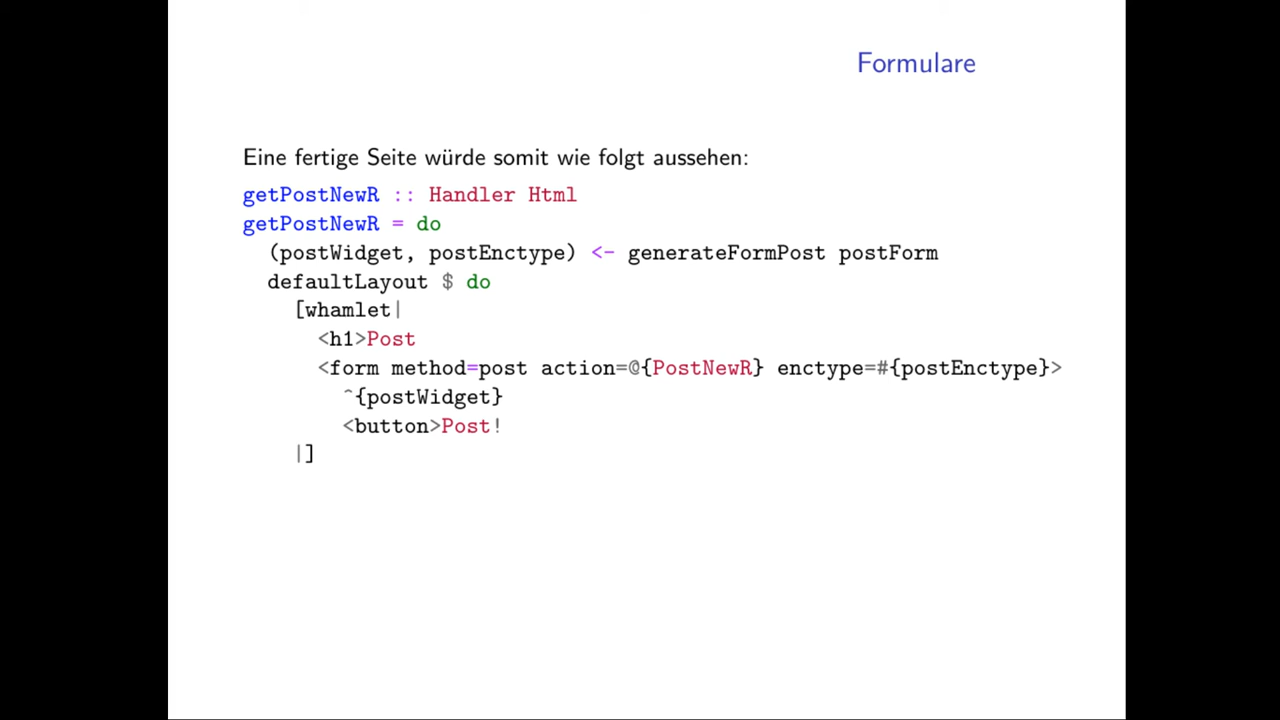 Formulare
Eine fertige Seite würde somit wie folgt aussehen:
getPostNewR :: Handler Html
getPostNewR = do
  (postWidget, postEnctype) <- generateFormPost postForm
  defaultLayout $ do
    [whamlet|
      <h1>Post
      <form method=post action=@{PostNewR} enctype=#{postEnctype}>
        ^{postWidget}
        <button>Post!
    |]